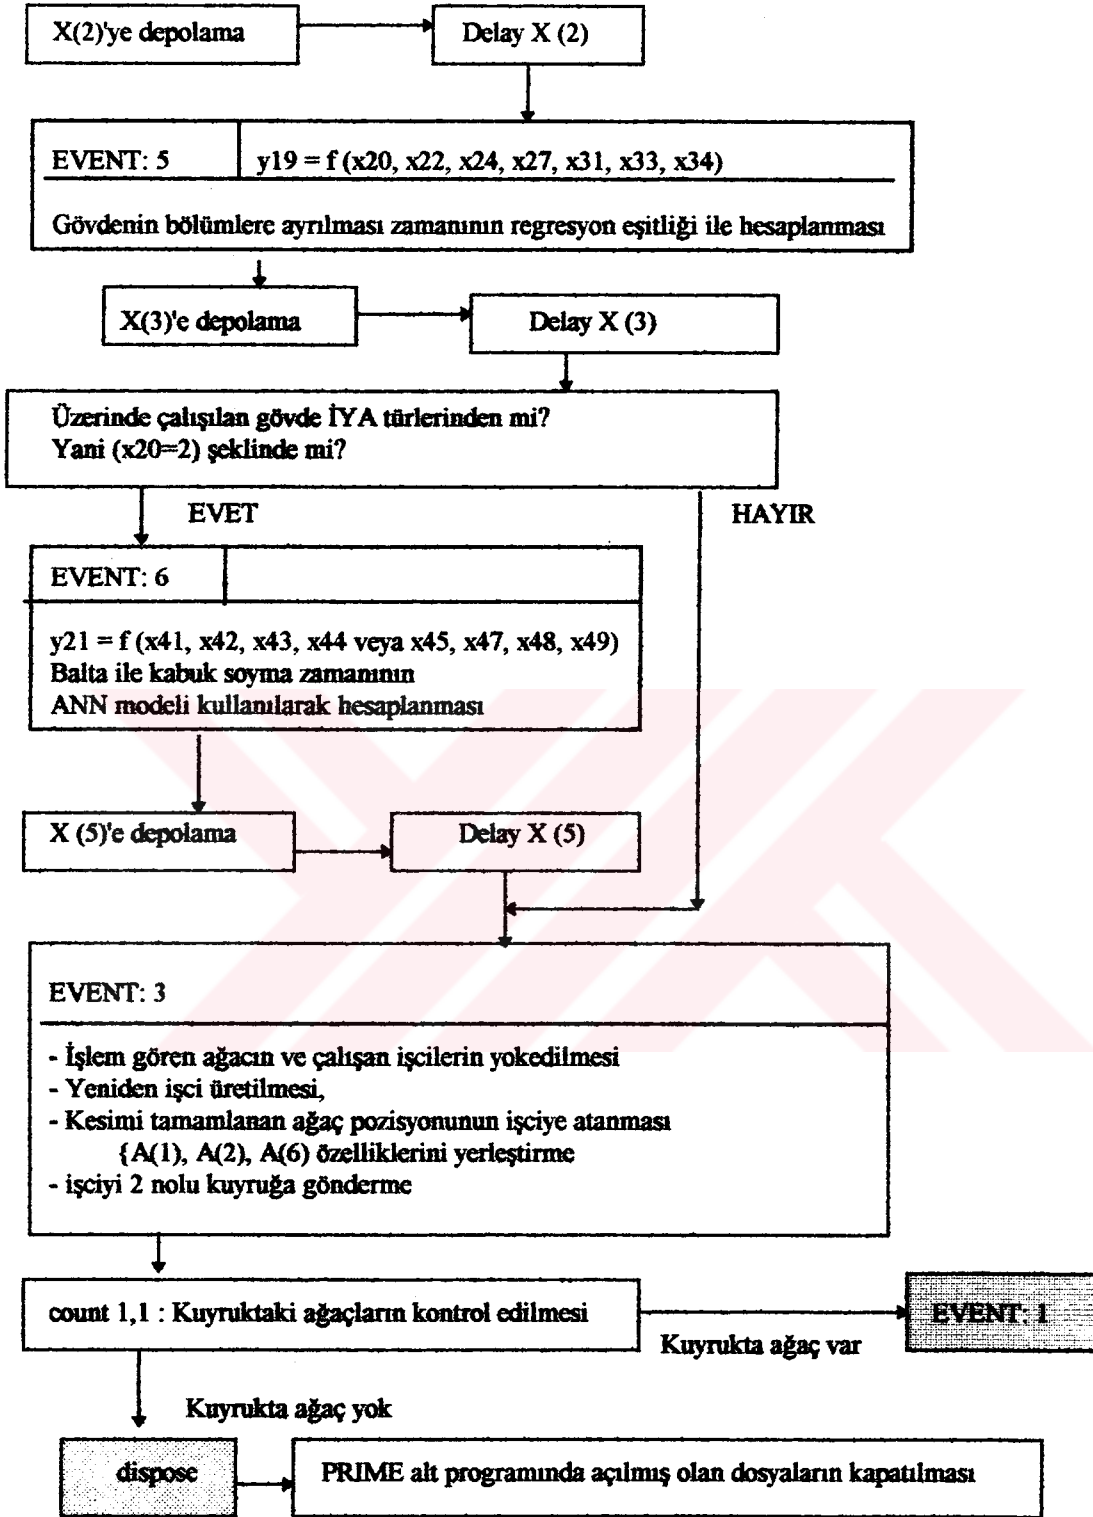 X(2)'ye depolama
Delay X (2)
EVENT: 5
y19 = f (x20, x22, x24, x27, x31, x33, x34)
Gövdenin bölümlere ayrılması zamanının regresyon eşitliği ile hesaplanması
X(3)'e depolama
Delay X (3)
Üzerinde çalışılan gövde İYA türlerinden mi?
Yani (x20=2) şeklinde mi?
EVET
HAYIR
EVENT: 6
y21 = f (x41, x42, x43, x44 veya x45, x47, x48, x49)
Balta ile kabuk soyma zamanının
ANN modeli kullanılarak hesaplanması
X (5)'e depolama
Delay X (5)
EVENT: 3
- İşlem gören ağacın ve çalışan işcilerin yokedilmesi
- Yeniden işci üretilmesi,
- Kesimi tamamlanan ağaç pozisyonunun işciye atanması
{A(1), A(2), A(6) özelliklerini yerleştirme
- işciyi 2 nolu kuyruğa gönderme
count 1,1 : Kuyruktaki ağaçların kontrol edilmesi
EVENT: 1
Kuyrukta ağaç var
Kuyrukta ağaç yok
dispose
PRIME alt programında açılmış olan dosyaların kapatılması